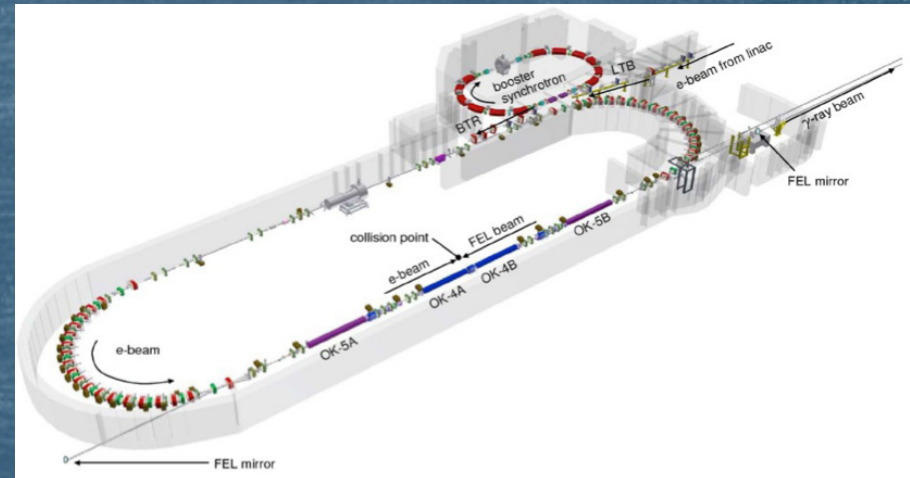 booster
synchrotron
LTB
e-beam from linac
BTR
γ-ray beam
FEL mirror
collision point
FEL beam
e-beam
OK-5B
OK-4B
OK-4A
OK-5A
e-beam
FEL mirror